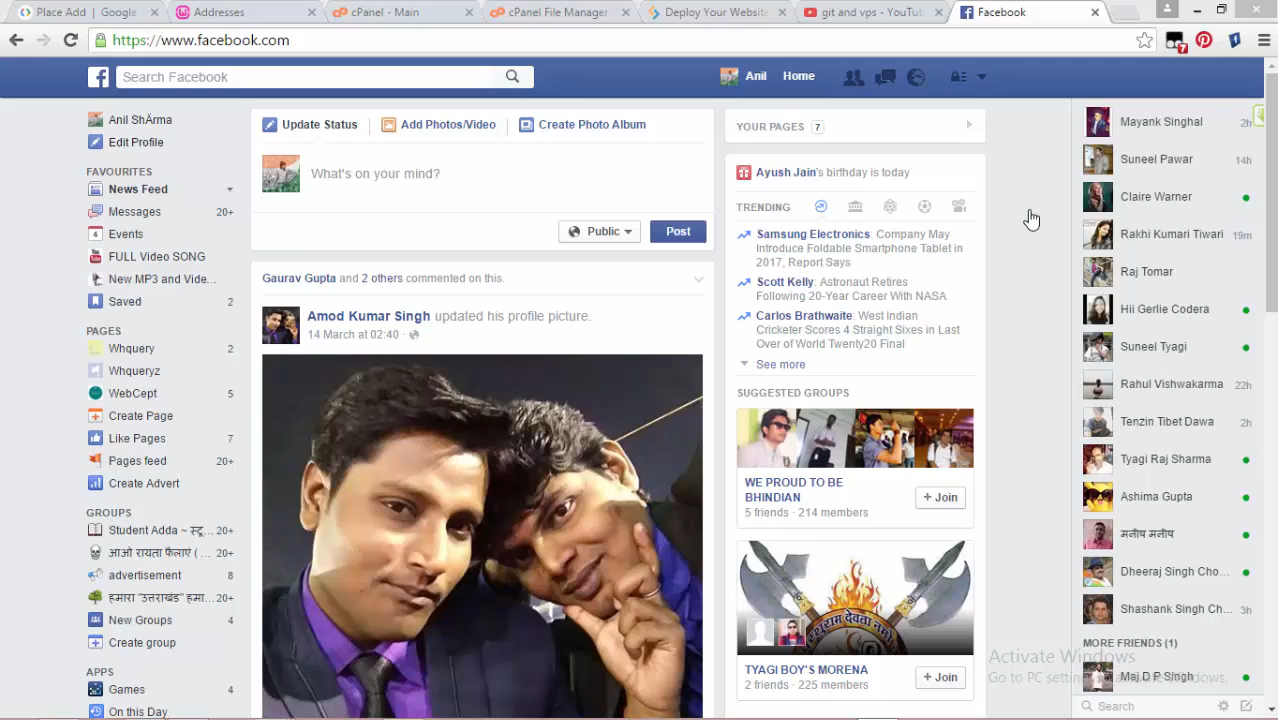 Place Add | Google
Addresses
cPanel - Main
cPanel File Manager
Deploy Your Website
git and vps - YouTub
Facebook
https://www.facebook.com
7
Search Facebook
Anil
Home
Anil ShArma
Edit Profile
FAVOURITES
News Feed
Messages 20+
Events 4
FULL Video SONG
New MP3 and Vide...
Saved 2
PAGES
Whquery 2
Whqueryz
WebCept 5
Create Page
Like Pages 7
Pages feed 20+
Create Advert
GROUPS
Student Adda ~ स्टू... 20+
आओ रायता फैलाएं ( ... 20+
advertisement 8
हमारा "उत्तराखंड" हमा... 20+
New Groups 4
Create group
APPS
Games 4
On this Day
Update Status
Add Photos/Video
Create Photo Album
What's on your mind?
Public
Post
Gaurav Gupta and 2 others commented on this.
Amod Kumar Singh updated his profile picture.
14 March at 02:40 ·
YOUR PAGES 7
Ayush Jain's birthday is today
TRENDING
Samsung Electronics: Company May
Introduce Foldable Smartphone Tablet in
2017, Report Says
Scott Kelly: Astronaut Retires
Following 20-Year Career With NASA
Carlos Brathwaite: West Indian
Cricketer Scores 4 Straight Sixes in Last
Over of World Twenty20 Final
See more
SUGGESTED GROUPS
WE PROUD TO BE
BHINDIAN
5 friends · 214 members
+ Join
TYAGI BOY'S MORENA
2 friends · 225 members
+ Join
Mayank Singhal 2h
Suneel Pawar 14h
Claire Warner
Rakhi Kumari Tiwari 19m
Raj Tomar
Hii Gerlie Codera
Suneel Tyagi
Rahul Vishwakarma 22h
Tenzin Tibet Dawa 2h
Tyagi Raj Sharma
Ashima Gupta
मनीष मनीष
Dheeraj Singh Cho...
Shashank Singh Ch... 3h
MORE FRIENDS (1)
Maj D P Singh
Activate Windows
Go to PC settings to activate Windows.
Search